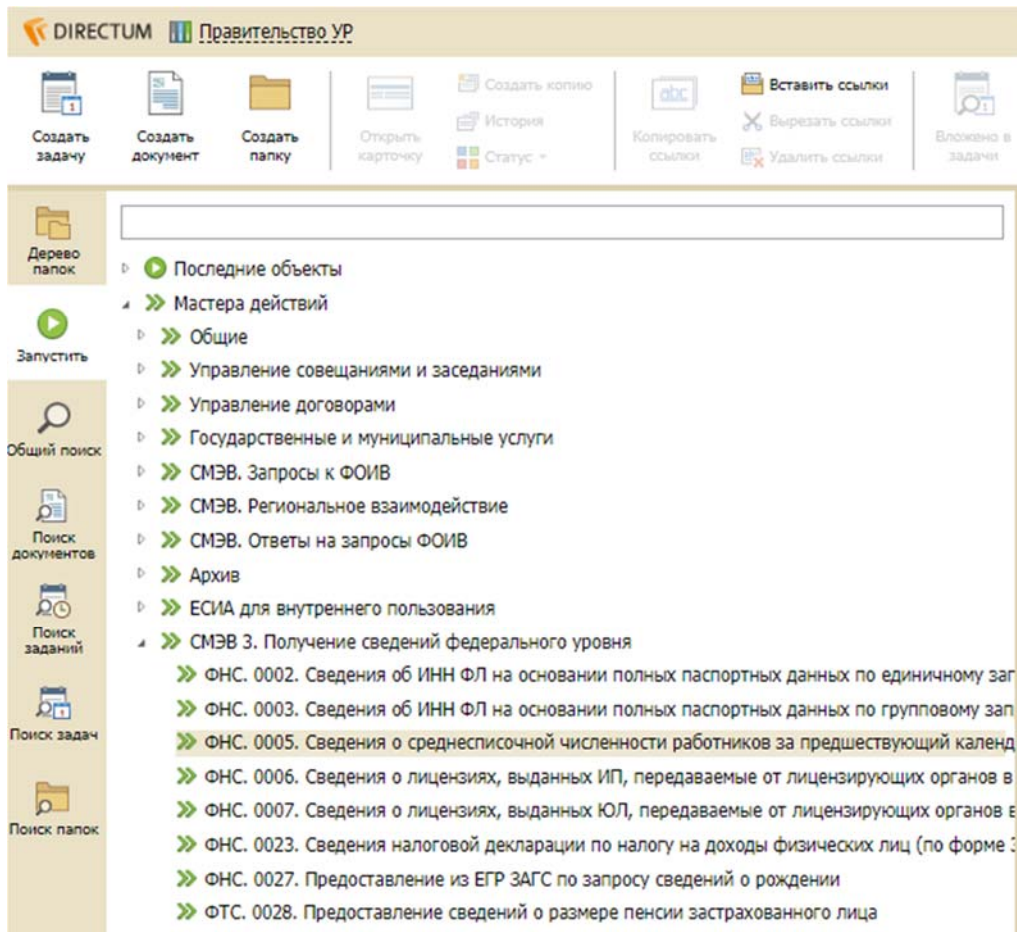 DIRECTUM Правительство УР
Создать задачу
Создать документ
Создать папку
Открыть карточку
Создать копию
История
Статус
Копировать ссылки
Вставить ссылки
Вырезать ссылки
Удалить ссылки
Вложено в задачи
Дерево папок
Запустить
Общий поиск
Поиск документов
Поиск заданий
Поиск задач
Поиск папок
Последние объекты
Мастера действий
Общие
Управление совещаниями и заседаниями
Управление договорами
Государственные и муниципальные услуги
СМЭВ. Запросы к ФОИВ
СМЭВ. Региональное взаимодействие
СМЭВ. Ответы на запросы ФОИВ
Архив
ЕСИА для внутреннего пользования
СМЭВ 3. Получение сведений федерального уровня
ФНС. 0002. Сведения об ИНН ФЛ на основании полных паспортных данных по единичному заг
ФНС. 0003. Сведения об ИНН ФЛ на основании полных паспортных данных по групповому зап
ФНС. 0005. Сведения о среднесписочной численности работников за предшествующий календ
ФНС. 0006. Сведения о лицензиях, выданных ИП, передаваемые от лицензирующих органов в
ФНС. 0007. Сведения о лицензиях, выданных ЮЛ, передаваемые от лицензирующих органов в
ФНС. 0023. Сведения налоговой декларации по налогу на доходы физических лиц (по форме 3
ФНС. 0027. Предоставление из ЕГР ЗАГС по запросу сведений о рождении
ФТС. 0028. Предоставление сведений о размере пенсии застрахованного лица